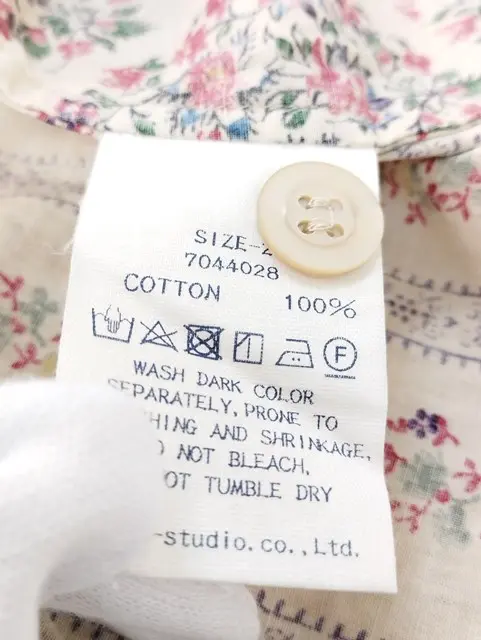 SIZE-2
7044028
COTTON 100%
F
WASH DARK COLOR
SEPARATELY, PRONE TO
HING AND SHRINKAGE,
NOT BLEACH,
OT TUMBLE DRY
-studio.co.,Ltd.